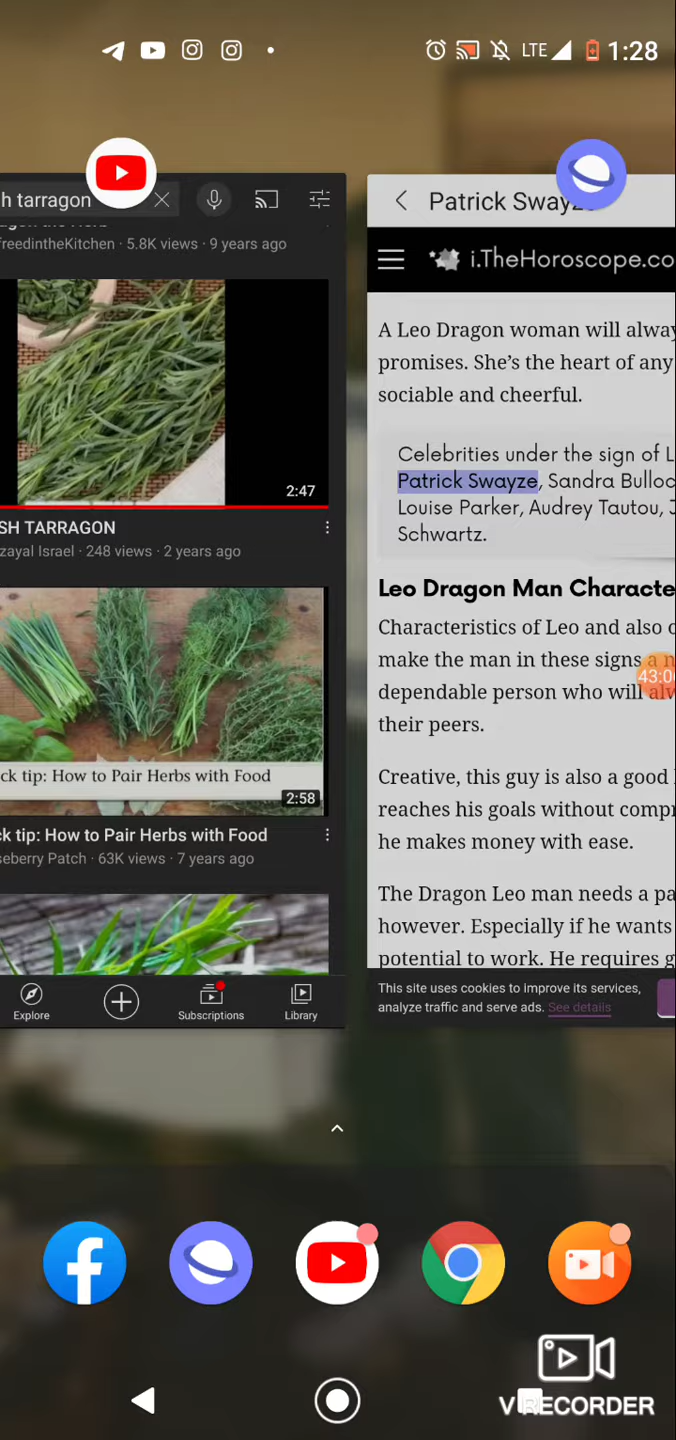 LTE 1:28
h tarragon
freedintheKitchen · 5.8K views · 9 years ago
2:47
SH TARRAGON
zayal Israel · 248 views · 2 years ago
ck tip: How to Pair Herbs with Food
2:58
ck tip: How to Pair Herbs with Food
seberry Patch · 63K views · 7 years ago
Explore
Subscriptions
Library
Patrick Swayze
i.TheHoroscope.co
A Leo Dragon woman will alway
promises. She's the heart of any
sociable and cheerful.
Celebrities under the sign of L
Patrick Swayze, Sandra Bulloc
Louise Parker, Audrey Tautou, J
Schwartz.
Leo Dragon Man Characte
Characteristics of Leo and also o
make the man in these signs a n
dependable person who will alw
their peers.
43:0
Creative, this guy is also a good l
reaches his goals without compr
he makes money with ease.
The Dragon Leo man needs a pa
however. Especially if he wants
potential to work. He requires g
This site uses cookies to improve its services,
analyze traffic and serve ads. See details
V RECORDER